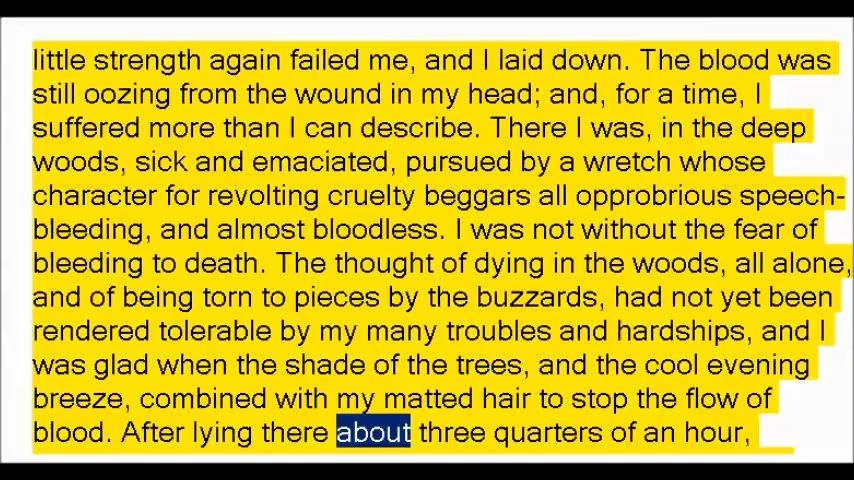 little strength again failed me, and I laid down. The blood was
still oozing from the wound in my head; and, for a time, I
suffered more than I can describe. There I was, in the deep
woods, sick and emaciated, pursued by a wretch whose
character for revolting cruelty beggars all opprobrious speech-
bleeding, and almost bloodless. I was not without the fear of
bleeding to death. The thought of dying in the woods, all alone,
and of being torn to pieces by the buzzards, had not yet been
rendered tolerable by my many troubles and hardships, and I
was glad when the shade of the trees, and the cool evening
breeze, combined with my matted hair to stop the flow of
blood. After lying there about three quarters of an hour,